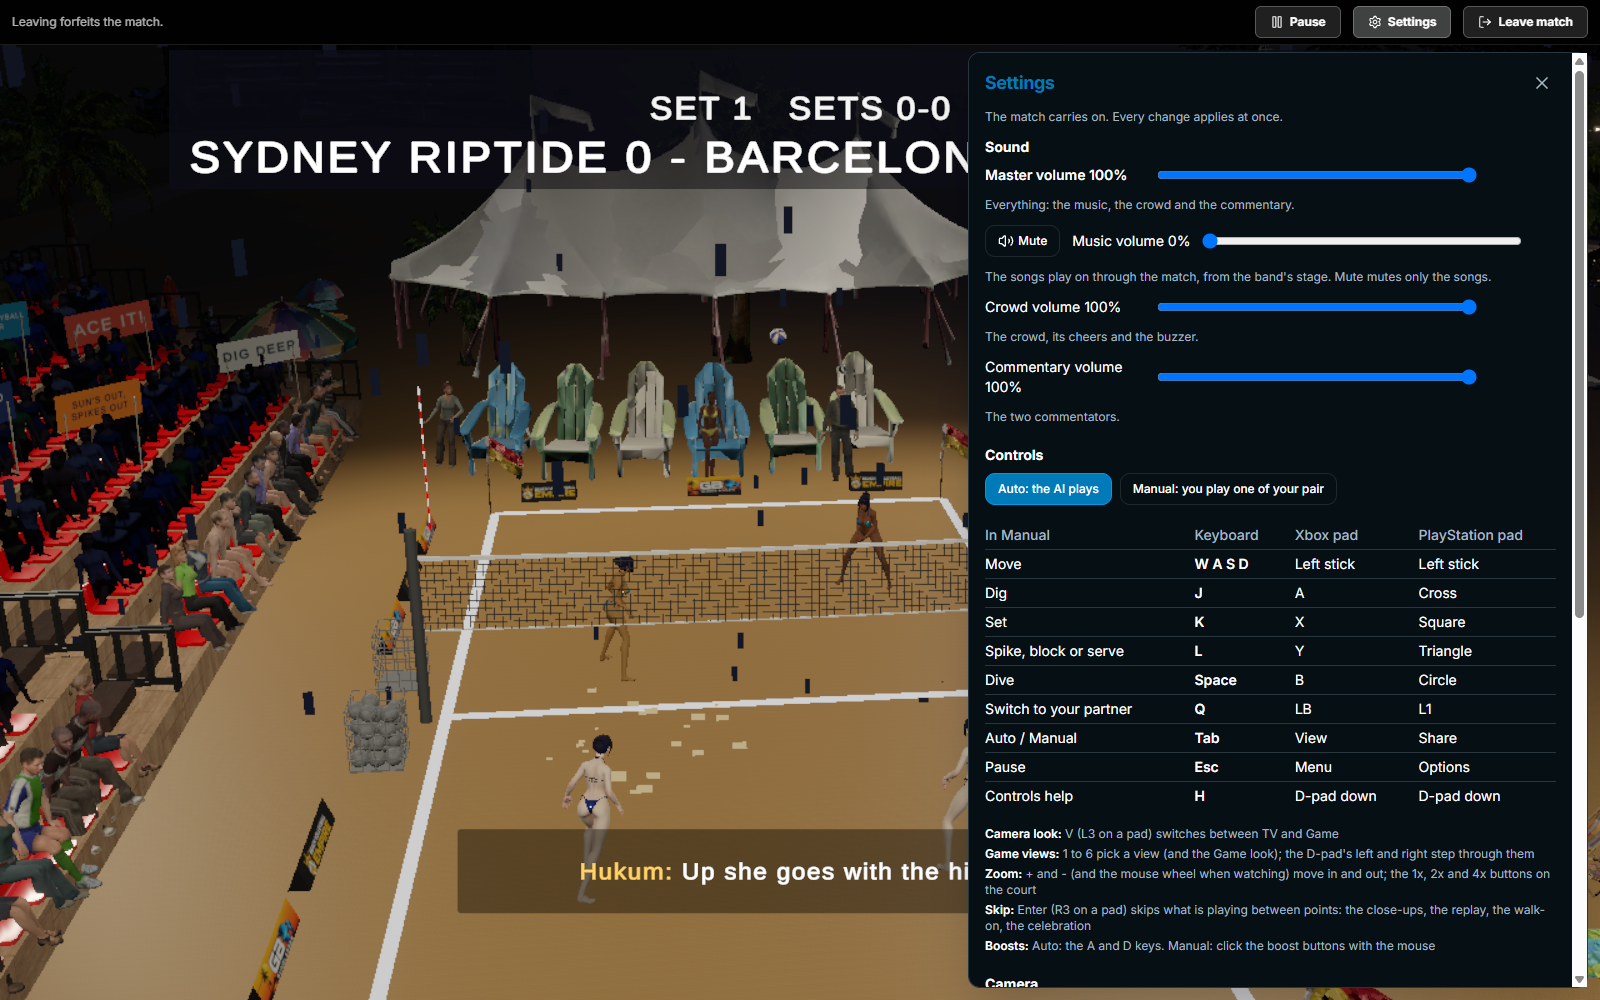 Leaving forfeits the match.
Pause
Settings
Leave match
SET 1 SETS 0-0
SYDNEY RIPTIDE 0 - BARCELON
ACE IT!
DIG DEEP
SUN'S OUT,
SPIKES OUT
Hukum: Up she goes with the hi
Settings
The match carries on. Every change applies at once.
Sound
Master volume 100%
Everything: the music, the crowd and the commentary.
Mute
Music volume 0%
The songs play on through the match, from the band's stage. Mute mutes only the songs.
Crowd volume 100%
The crowd, its cheers and the buzzer.
Commentary volume
100%
The two commentators.
Controls
Auto: the AI plays
Manual: you play one of your pair
In Manual Keyboard Xbox pad PlayStation pad
Move W A S D Left stick Left stick
Dig J A Cross
Set K X Square
Spike, block or serve L Y Triangle
Dive Space B Circle
Switch to your partner Q LB L1
Auto / Manual Tab View Share
Pause Esc Menu Options
Controls help H D-pad down D-pad down
Camera look: V (L3 on a pad) switches between TV and Game
Game views: 1 to 6 pick a view (and the Game look); the D-pad's left and right step through them
Zoom: + and - (and the mouse wheel when watching) move in and out; the 1x, 2x and 4x buttons on
the court
Skip: Enter (R3 on a pad) skips what is playing between points: the close-ups, the replay, the walk-
on, the celebration
Boosts: Auto: the A and D keys. Manual: click the boost buttons with the mouse
Camera